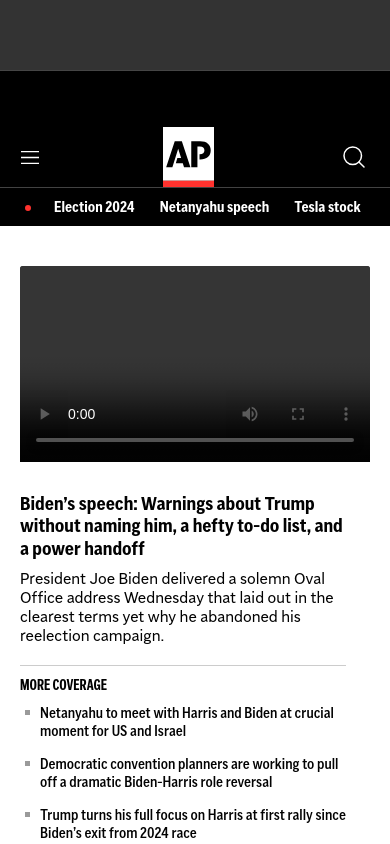 AP
Election 2024 Netanyahu speech Tesla stock
0:00
Biden’s speech: Warnings about Trump
without naming him, a hefty to-do list, and
a power handoff
President Joe Biden delivered a solemn Oval
Office address Wednesday that laid out in the
clearest terms yet why he abandoned his
reelection campaign.
MORE COVERAGE
Netanyahu to meet with Harris and Biden at crucial
moment for US and Israel
Democratic convention planners are working to pull
off a dramatic Biden-Harris role reversal
Trump turns his full focus on Harris at first rally since
Biden’s exit from 2024 race